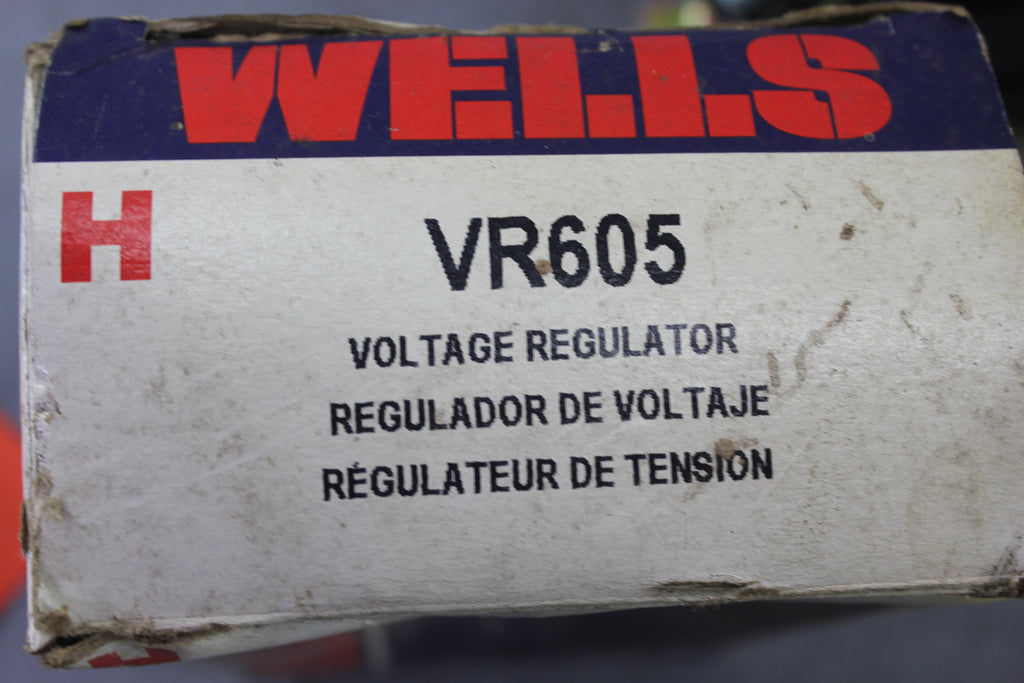 WELLS
H
VR605
VOLTAGE REGULATOR
REGULADOR DE VOLTAJE
RÉGULATEUR DE TENSION
H